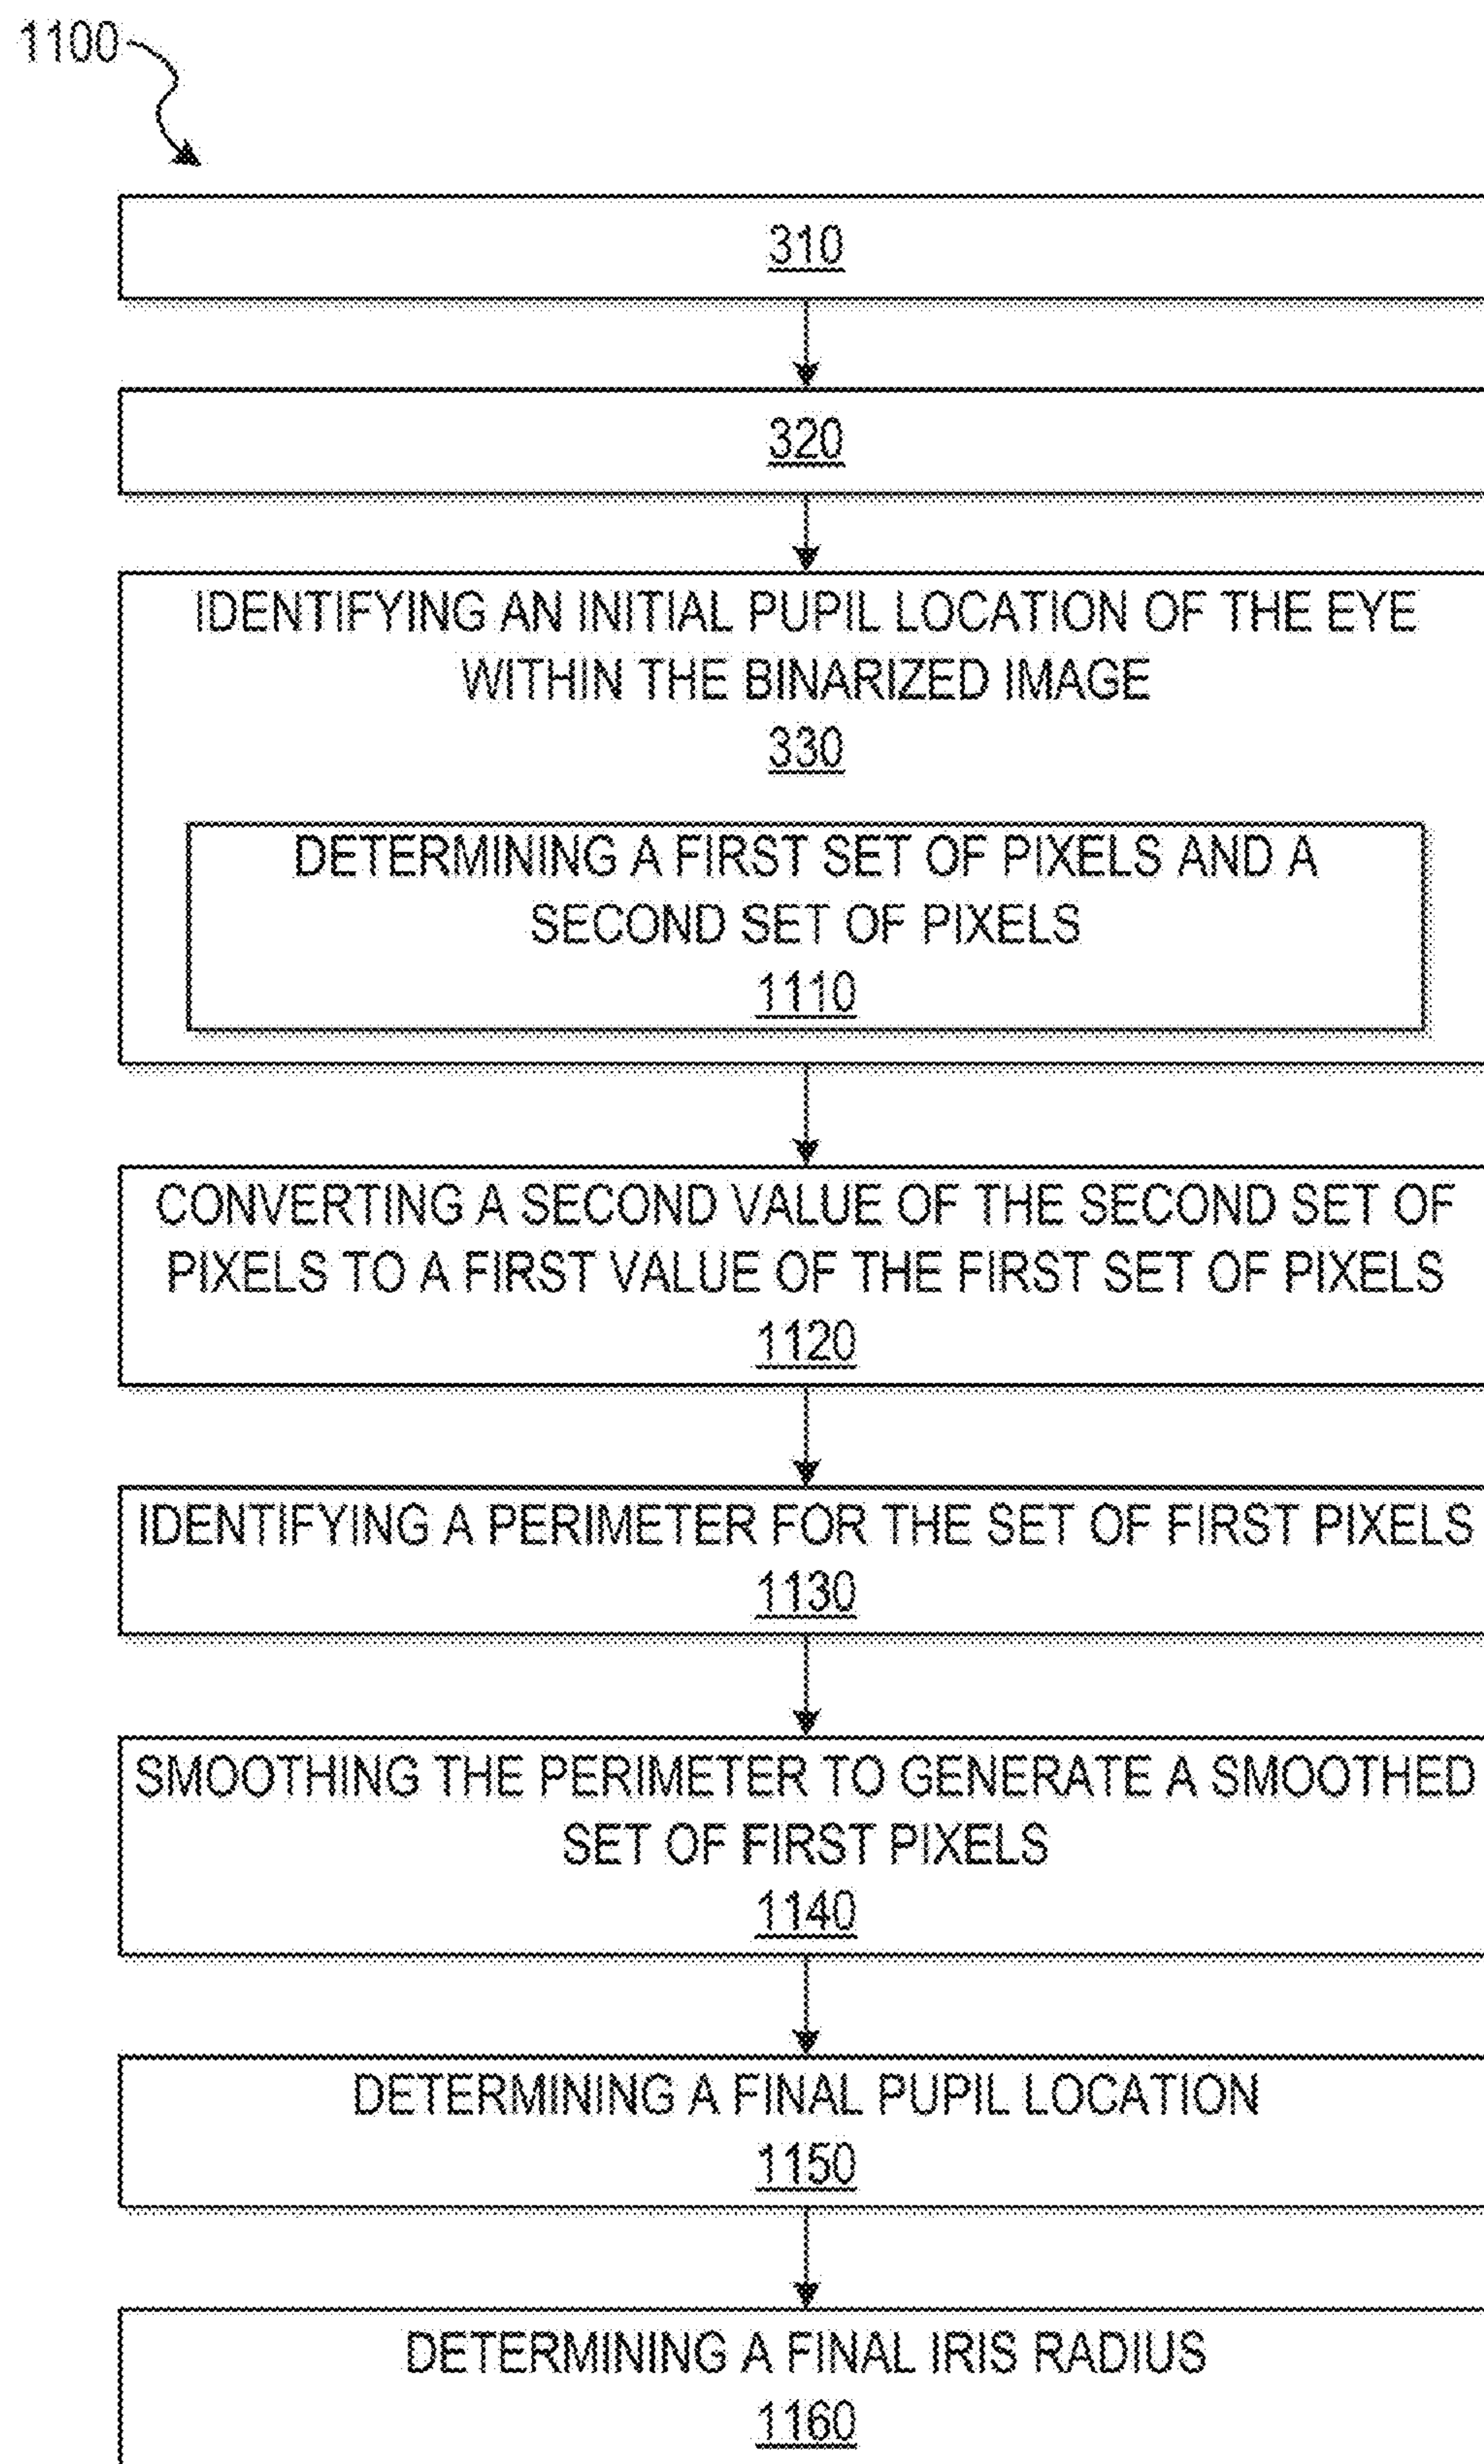 1100
310
320
IDENTIFYING AN INITIAL PUPIL LOCATION OF THE EYE
WITHIN THE BINARIZED IMAGE
330
DETERMINING A FIRST SET OF PIXELS AND A
SECOND SET OF PIXELS
1110
CONVERTING A SECOND VALUE OF THE SECOND SET OF
PIXELS TO A FIRST VALUE OF THE FIRST SET OF PIXELS
1120
IDENTIFYING A PERIMETER FOR THE SET OF FIRST PIXELS
1130
SMOOTHING THE PERIMETER TO GENERATE A SMOOTHED
SET OF FIRST PIXELS
1140
DETERMINING A FINAL PUPIL LOCATION
1150
DETERMINING A FINAL IRIS RADIUS
1160